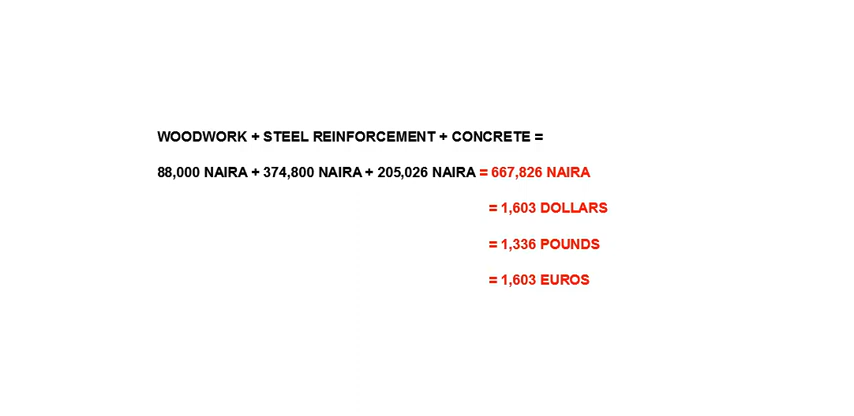 WOODWORK + STEEL REINFORCEMENT + CONCRETE =
88,000 NAIRA + 374,800 NAIRA + 205,026 NAIRA = 667,826 NAIRA
= 1,603 DOLLARS
= 1,336 POUNDS
= 1,603 EUROS